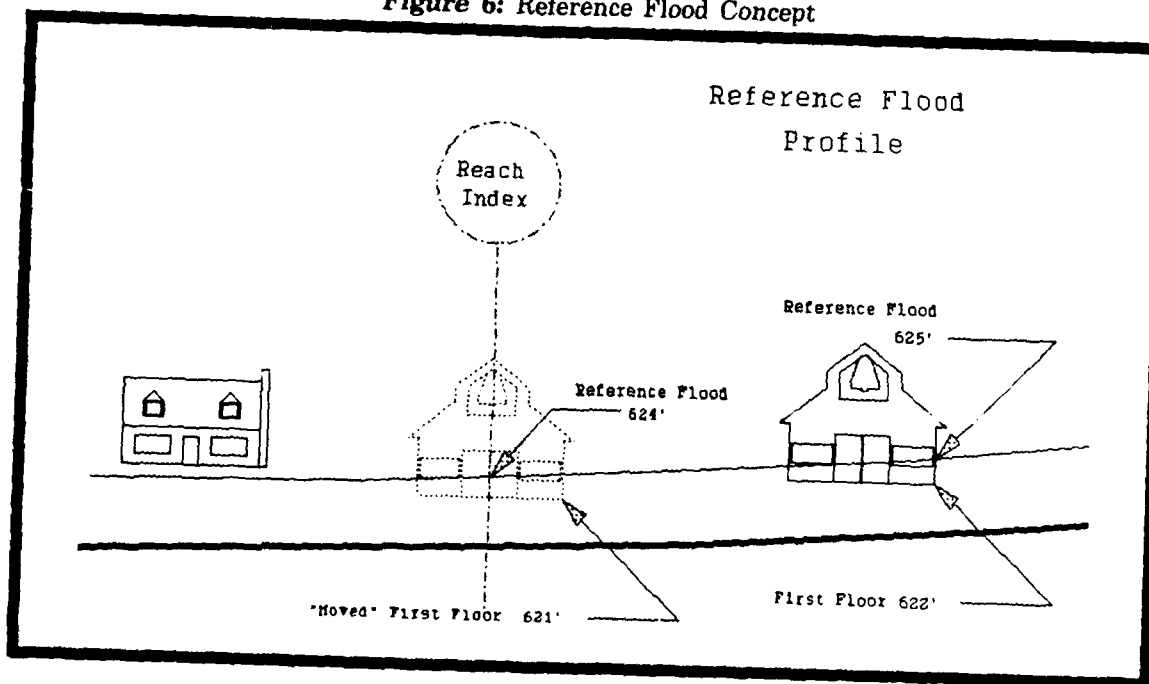 Figure 6: Reference Flood Concept
Reference Flood
Profile
Reach
Index
Reference Flood
625'
Reference Flood
624'
"Moved" First Floor 621'
First Floor 622'